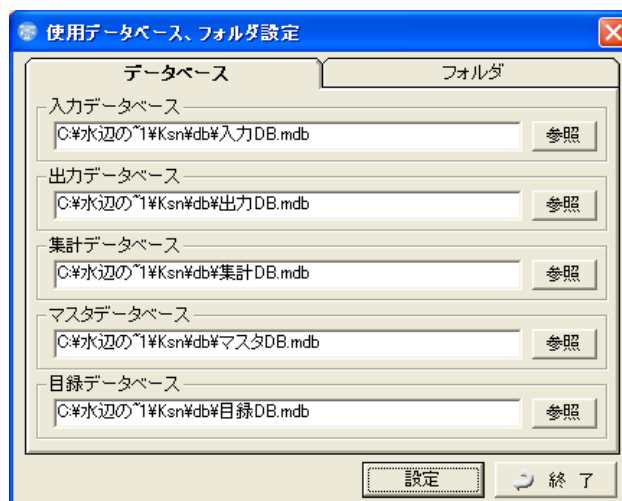 使用データベース、フォルダ設定
データベース フォルダ
入力データベース
C:¥水辺の~1¥Ksn¥db¥入力DB.mdb 参照
出力データベース
C:¥水辺の~1¥Ksn¥db¥出力DB.mdb 参照
集計データベース
C:¥水辺の~1¥Ksn¥db¥集計DB.mdb 参照
マスタデータベース
C:¥水辺の~1¥Ksn¥db¥マスタDB.mdb 参照
目録データベース
C:¥水辺の~1¥Ksn¥db¥目録DB.mdb 参照
設定 終 了